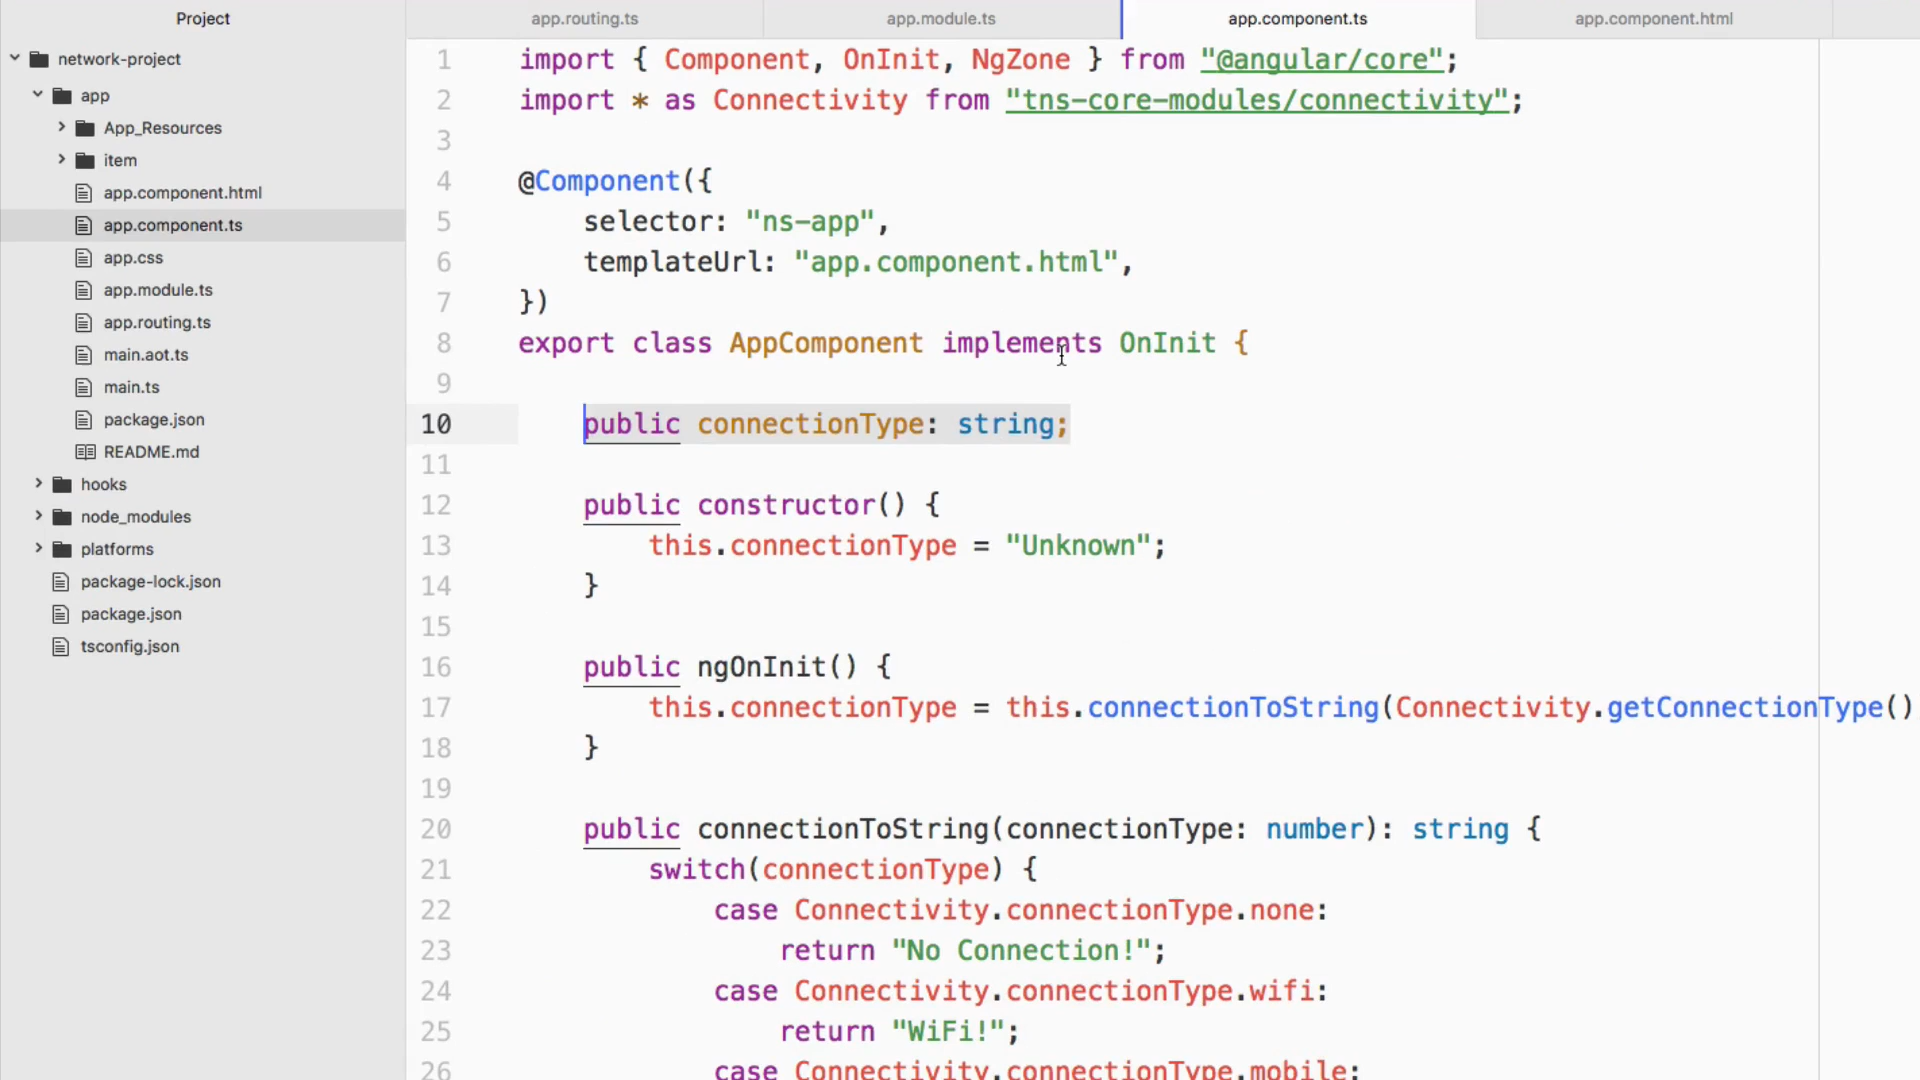 Project
app.routing.ts
app.module.ts
app.component.ts
app.component.html
network-project
app
App_Resources
item
app.component.html
app.component.ts
app.css
app.module.ts
app.routing.ts
main.aot.ts
main.ts
package.json
README.md
hooks
node_modules
platforms
package-lock.json
package.json
tsconfig.json
1 import { Component, OnInit, NgZone } from "@angular/core";
2 import * as Connectivity from "tns-core-modules/connectivity";
3
4 @Component({
5 selector: "ns-app",
6 templateUrl: "app.component.html",
7 })
8 export class AppComponent implements OnInit {
9
10 public connectionType: string;
11
12 public constructor() {
13 this.connectionType = "Unknown";
14 }
15
16 public ngOnInit() {
17 this.connectionType = this.connectionToString(Connectivity.getConnectionType()
18 }
19
20 public connectionToString(connectionType: number): string {
21 switch(connectionType) {
22 case Connectivity.connectionType.none:
23 return "No Connection!";
24 case Connectivity.connectionType.wifi:
25 return "WiFi!";
26 case Connectivity.connectionType.mobile: